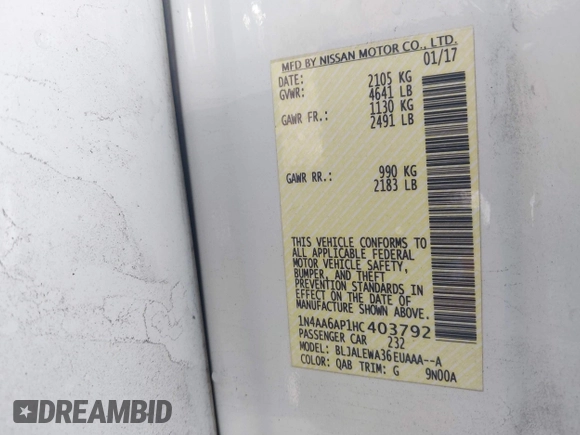 MFD BY NISSAN MOTOR CO., LTD.
DATE: 01/17
GVWR: 2105 KG
4641 LB
GAWR FR.: 1130 KG
2491 LB
GAWR RR.: 990 KG
2183 LB
THIS VEHICLE CONFORMS TO
ALL APPLICABLE FEDERAL
MOTOR VEHICLE SAFETY,
BUMPER, AND THEFT
PREVENTION STANDARDS IN
EFFECT ON THE DATE OF
MANUFACTURE SHOWN ABOVE.
1N4AA6AP1HC403792
PASSENGER CAR 232
MODEL: BLJALEWA36EUAAA--A
COLOR: QAB TRIM: G 9N00A
DREAMBID